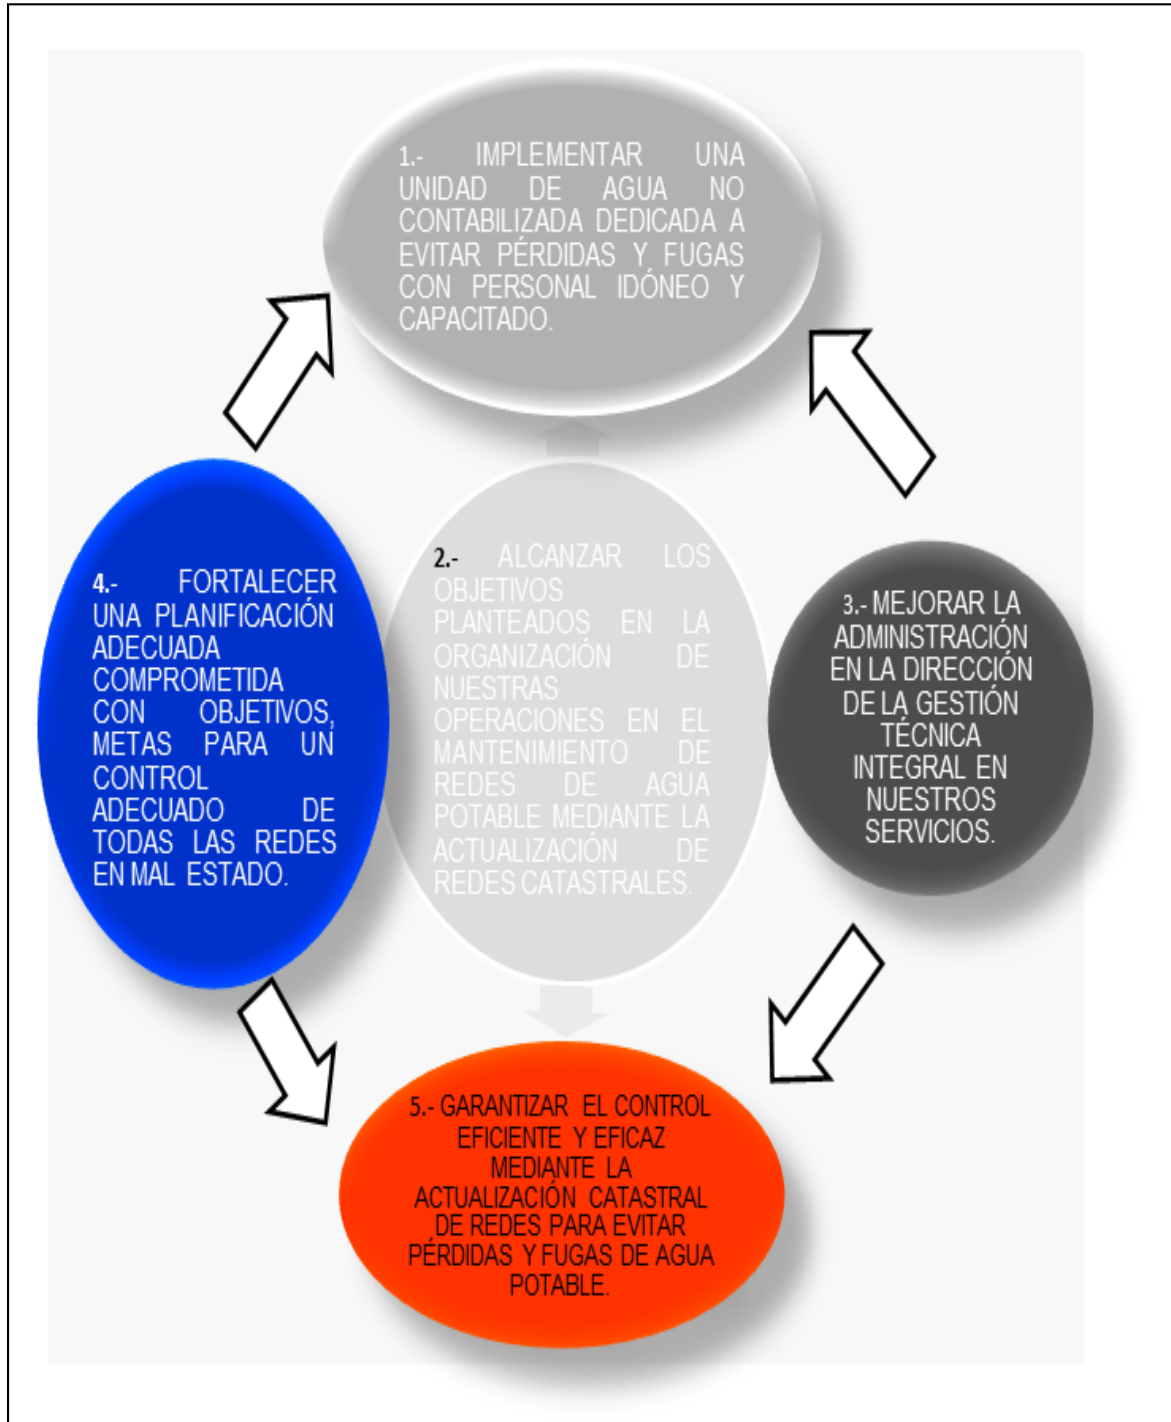 1.- IMPLEMENTAR UNA
UNIDAD DE AGUA NO
CONTABILIZADA DEDICADA A
EVITAR PÉRDIDAS Y FUGAS
CON PERSONAL IDÓNEO Y
CAPACITADO.
4.- FORTALECER
UNA PLANIFICACIÓN
ADECUADA
COMPROMETIDA
CON OBJETIVOS,
METAS PARA UN
CONTROL
ADECUADO DE
TODAS LAS REDES
EN MAL ESTADO.
2.- ALCANZAR LOS
OBJETIVOS
PLANTEADOS EN LA
ORGANIZACIÓN DE
NUESTRAS
OPERACIONES EN EL
MANTENIMIENTO DE
REDES DE AGUA
POTABLE MEDIANTE LA
ACTUALIZACIÓN DE
REDES CATASTRALES.
3.- MEJORAR LA
ADMINISTRACIÓN
EN LA DIRECCIÓN
DE LA GESTIÓN
TÉCNICA
INTEGRAL EN
NUESTROS
SERVICIOS.
5.- GARANTIZAR EL CONTROL
EFICIENTE Y EFICAZ
MEDIANTE LA
ACTUALIZACIÓN CATASTRAL
DE REDES PARA EVITAR
PÉRDIDAS Y FUGAS DE AGUA
POTABLE.